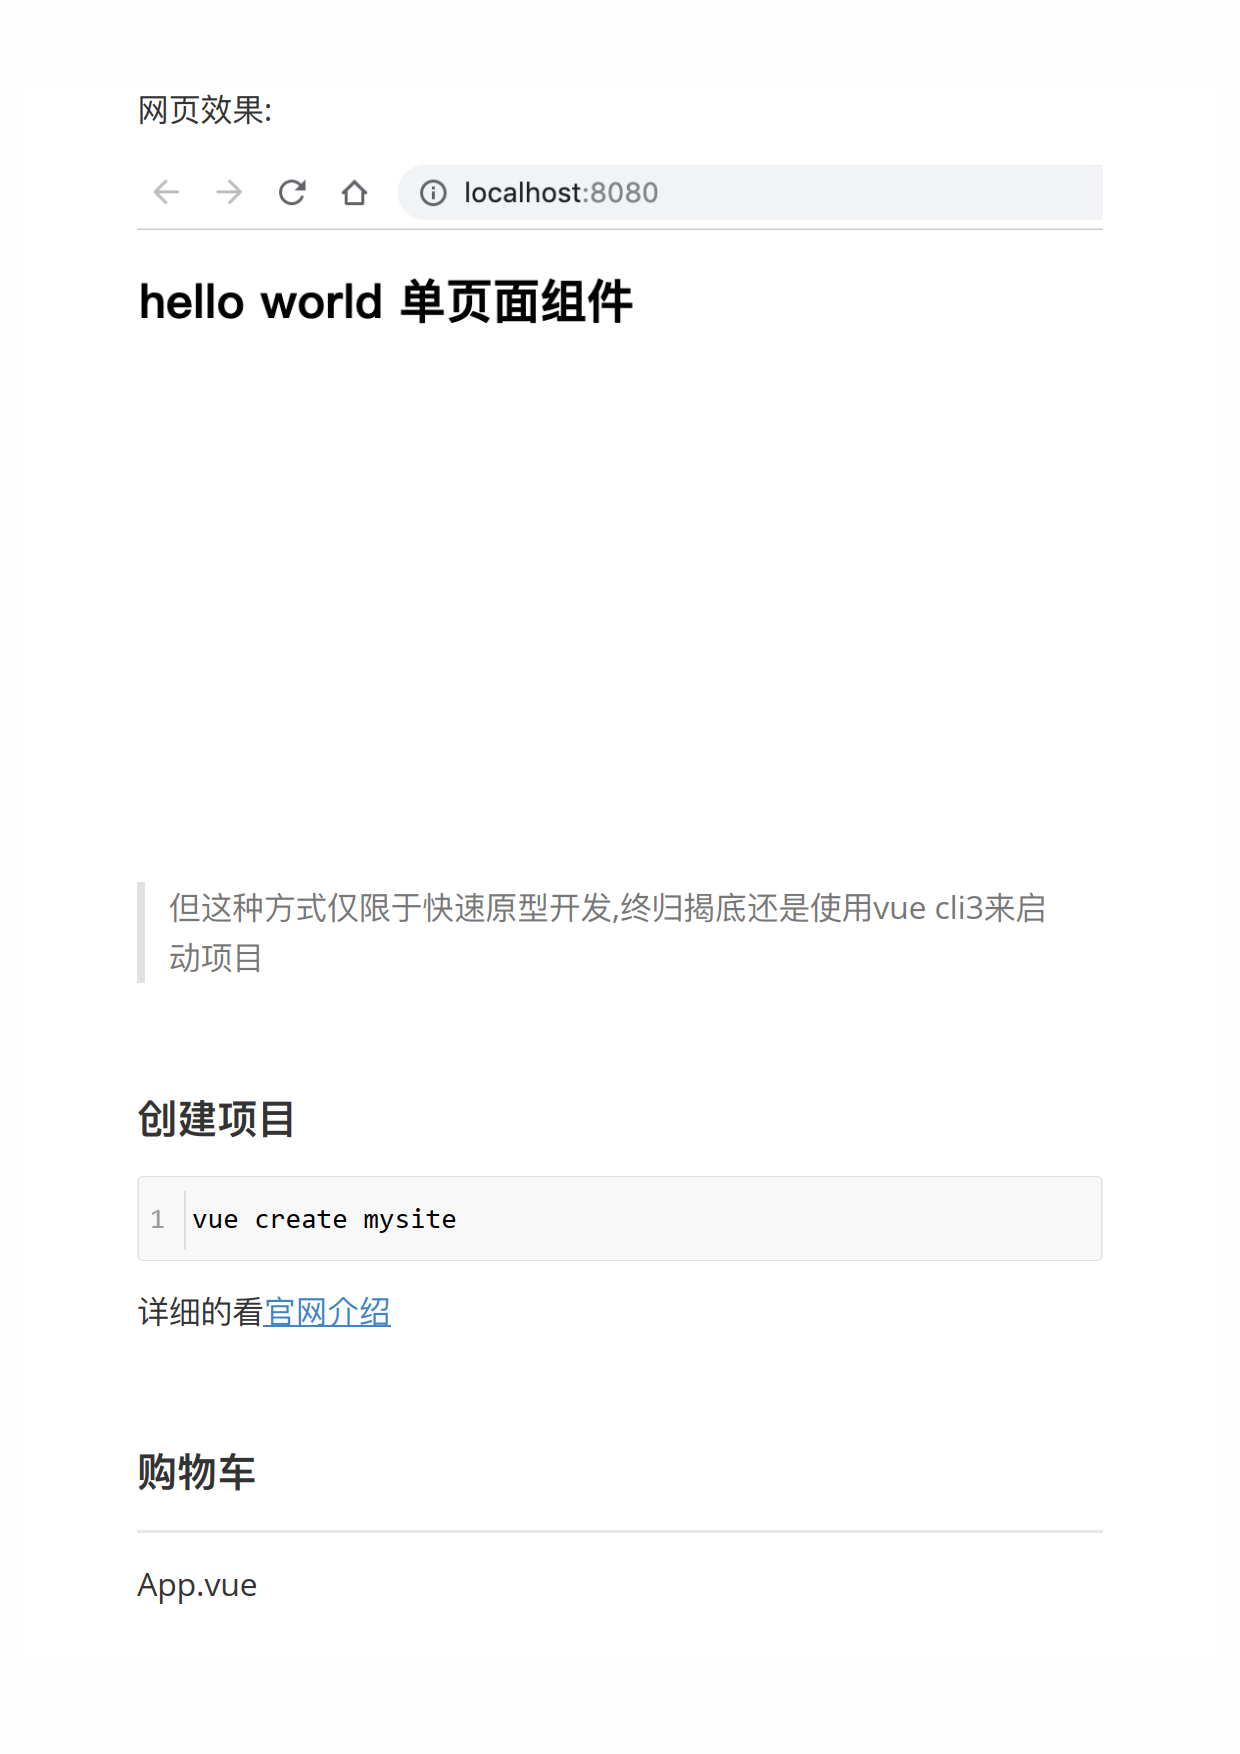 网页效果:
localhost:8080
hello world 单页面组件
但这种方式仅限于快速原型开发,终归揭底还是使用vue cli3来启
动项目
创建项目
1 vue create mysite
详细的看官网介绍
购物车
App.vue